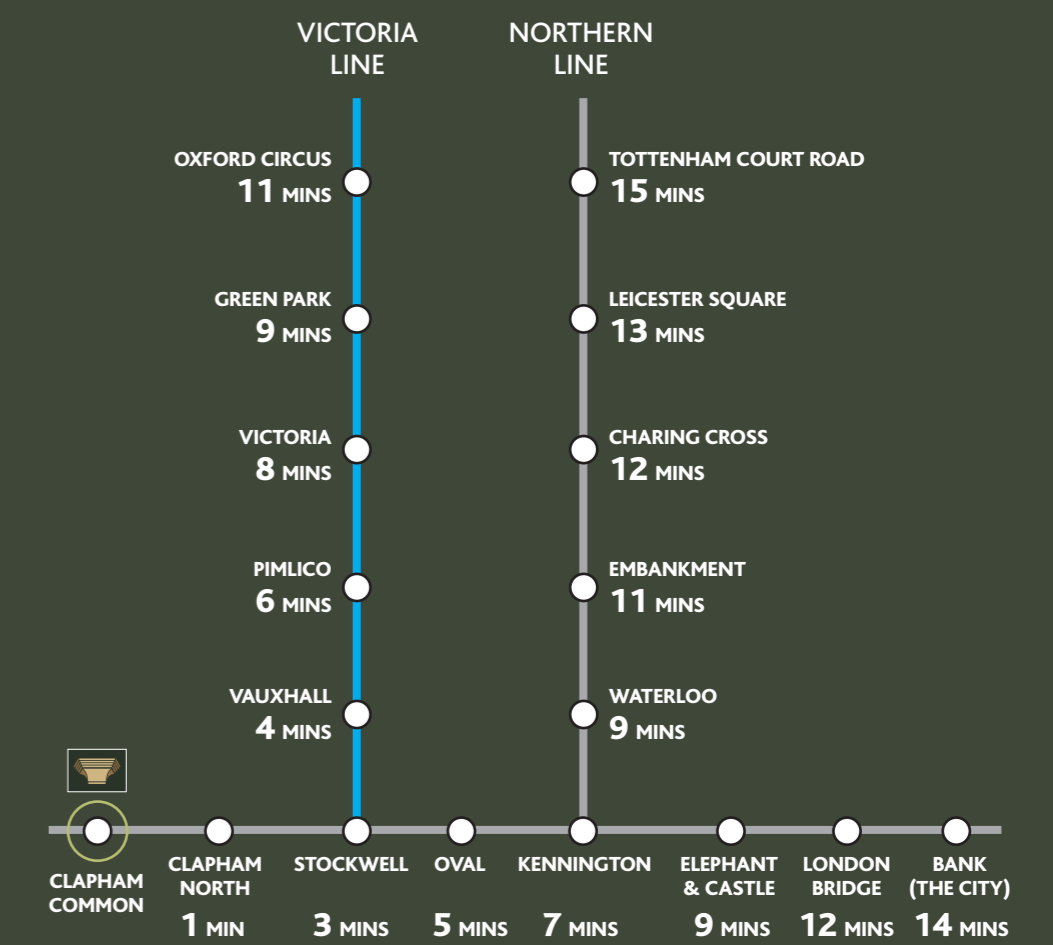 VICTORIA
LINE
NORTHERN
LINE
OXFORD CIRCUS
11 MINS
TOTTENHAM COURT ROAD
15 MINS
GREEN PARK
9 MINS
LEICESTER SQUARE
13 MINS
VICTORIA
8 MINS
CHARING CROSS
12 MINS
PIMLICO
6 MINS
EMBANKMENT
11 MINS
VAUXHALL
4 MINS
WATERLOO
9 MINS
CLAPHAM
COMMON
CLAPHAM
NORTH
1 MIN
STOCKWELL
3 MINS
OVAL
5 MINS
KENNINGTON
7 MINS
ELEPHANT
& CASTLE
9 MINS
LONDON
BRIDGE
12 MINS
BANK
(THE CITY)
14 MINS